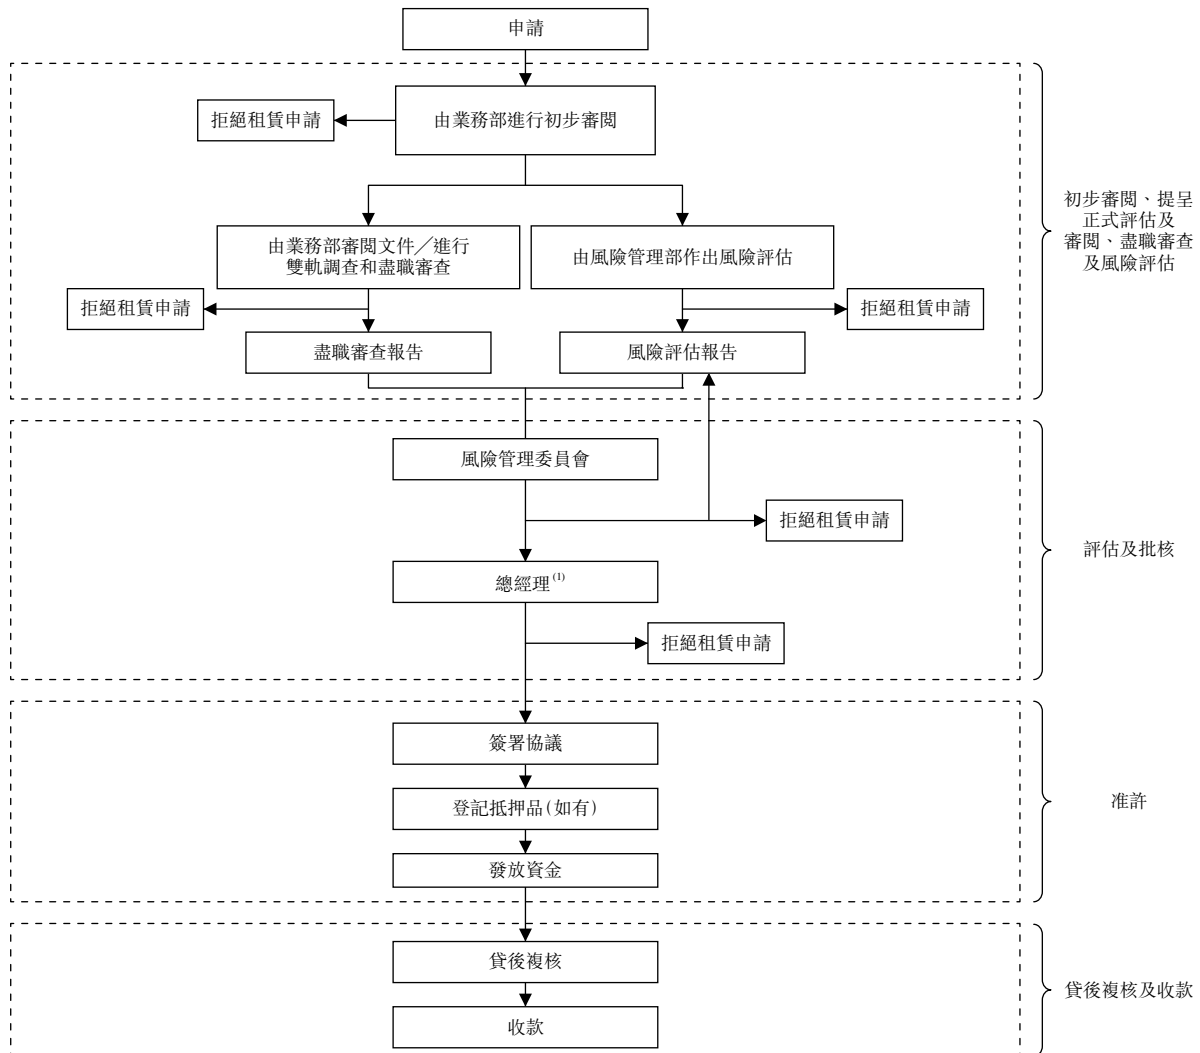 申請
拒絕租賃申請
由業務部進行初步審閱
由業務部審閱文件／進行
雙軌調查和盡職審查
由風險管理部作出風險評估
拒絕租賃申請
拒絕租賃申請
盡職審查報告
風險評估報告
初步審閱、提呈
正式評估及
審閱、盡職審查
及風險評估
風險管理委員會
拒絕租賃申請
總經理(1)
拒絕租賃申請
評估及批核
簽署協議
登記抵押品(如有)
發放資金
准許
貸後複核
收款
貸後複核及收款